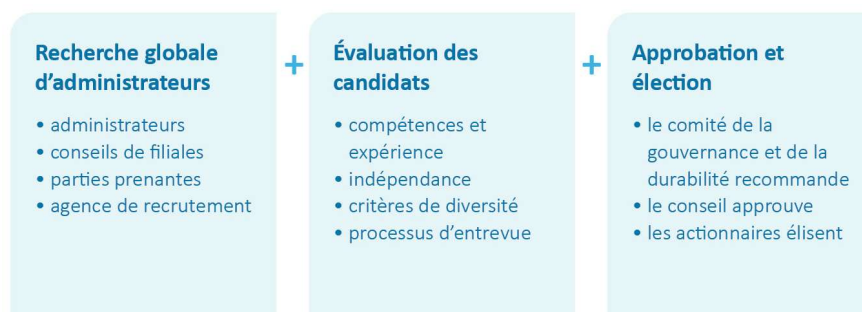 Recherche globale
d’administrateurs
• administrateurs
• conseils de filiales
• parties prenantes
• agence de recrutement
+
Évaluation des
candidats
• compétences et
expérience
• indépendance
• critères de diversité
• processus d’entrevue
+
Approbation et
élection
• le comité de la
gouvernance et de la
durabilité recommande
• le conseil approuve
• les actionnaires élisent